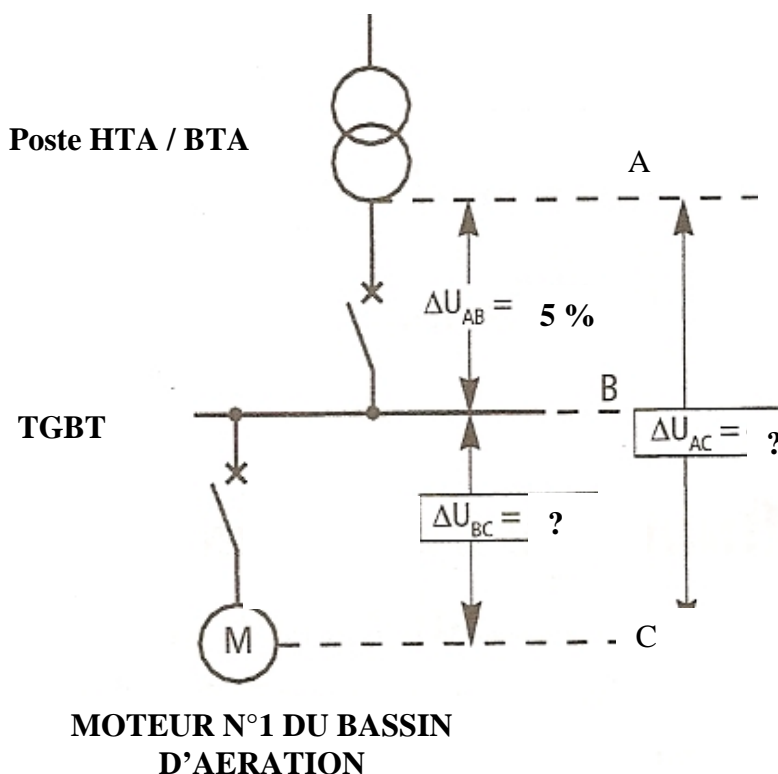 Poste HTA / BTA
A
ΔU_AB = 5 %
B
TGBT
ΔU_AC = ?
ΔU_BC = ?
M
C
MOTEUR N°1 DU BASSIN
D’AERATION